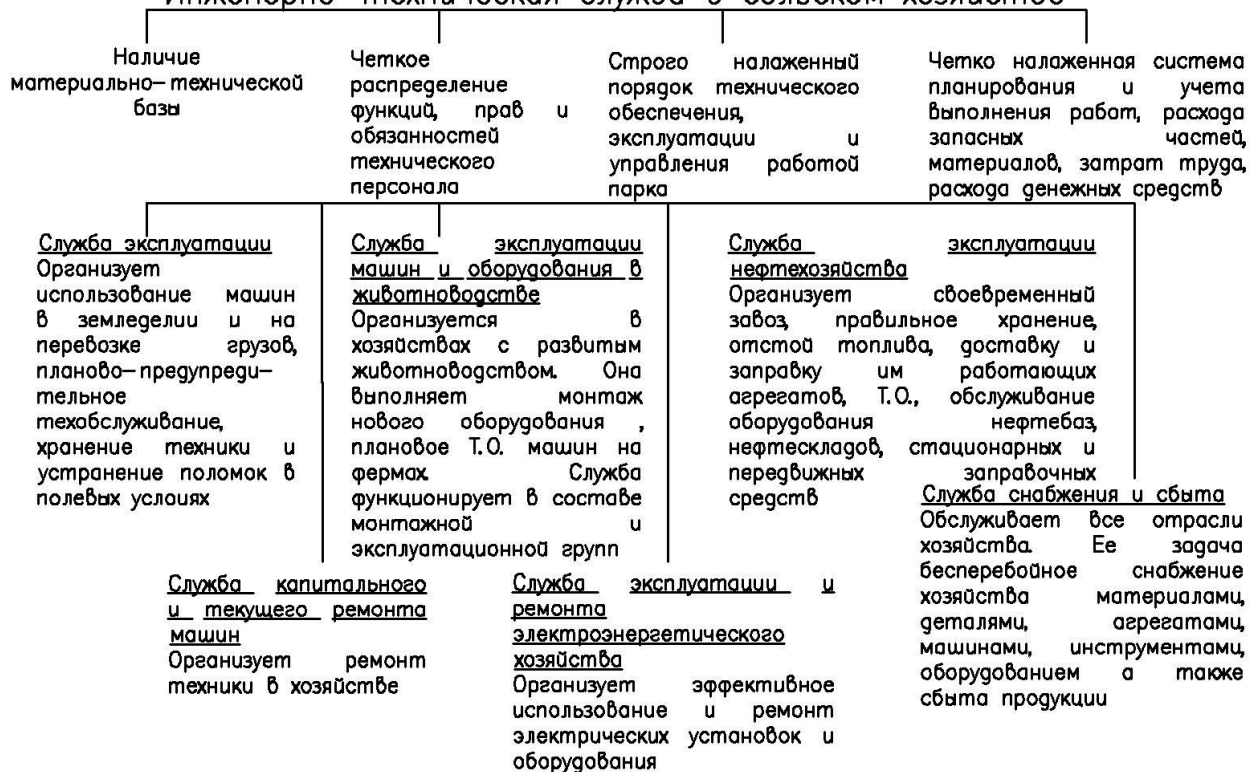 Инженерно-техническая служба в сельском хозяйстве
Наличие
материально-технической
базы
Четкое
распределение
функций, прав и
обязанностей
технического
персонала
Строго налаженный
порядок технического
обеспечения,
эксплуатации и
управления работой
парка
Четко налаженная система
планирования и учета
выполнения работ, расхода
запасных частей,
материалов, затрат труда,
расхода денежных средств
Служба эксплуатации
Организует
использование машин
в земледелии и на
перевозке грузов,
планово-предупреди-
тельное
техобслуживание,
хранение техники и
устранение поломок в
полевых услоиях
Служба эксплуатации
машин и оборудования в
животноводстве
Организуется в
хозяйствах с развитым
животноводством. Она
выполняет монтаж
нового оборудования ,
плановое Т.О. машин на
фермах. Служба
функционирует в составе
монтажной и
эксплуатационной групп
Служба эксплуатации
нефтехозяйства
Организует своевременный
завоз, правильное хранение,
отстой топлива, доставку и
заправку им работающих
агрегатов, Т.О., обслуживание
оборудования нефтебаз,
нефтескладов, стационарных и
передвижных заправочных
средств
Служба снабжения и сбыта
Обслуживает все отрасли
хозяйства. Ее задача
бесперебойное снабжение
хозяйства материалами,
деталями, агрегатами,
машинами, инструментами,
оборудованием а также
сбыта продукции
Служба капитального
и текущего ремонта
машин
Организует ремонт
техники в хозяйстве
Служба эксплуатации и
ремонта
электроэнергетического
хозяйства
Организует эффективное
использование и ремонт
электрических установок и
оборудования